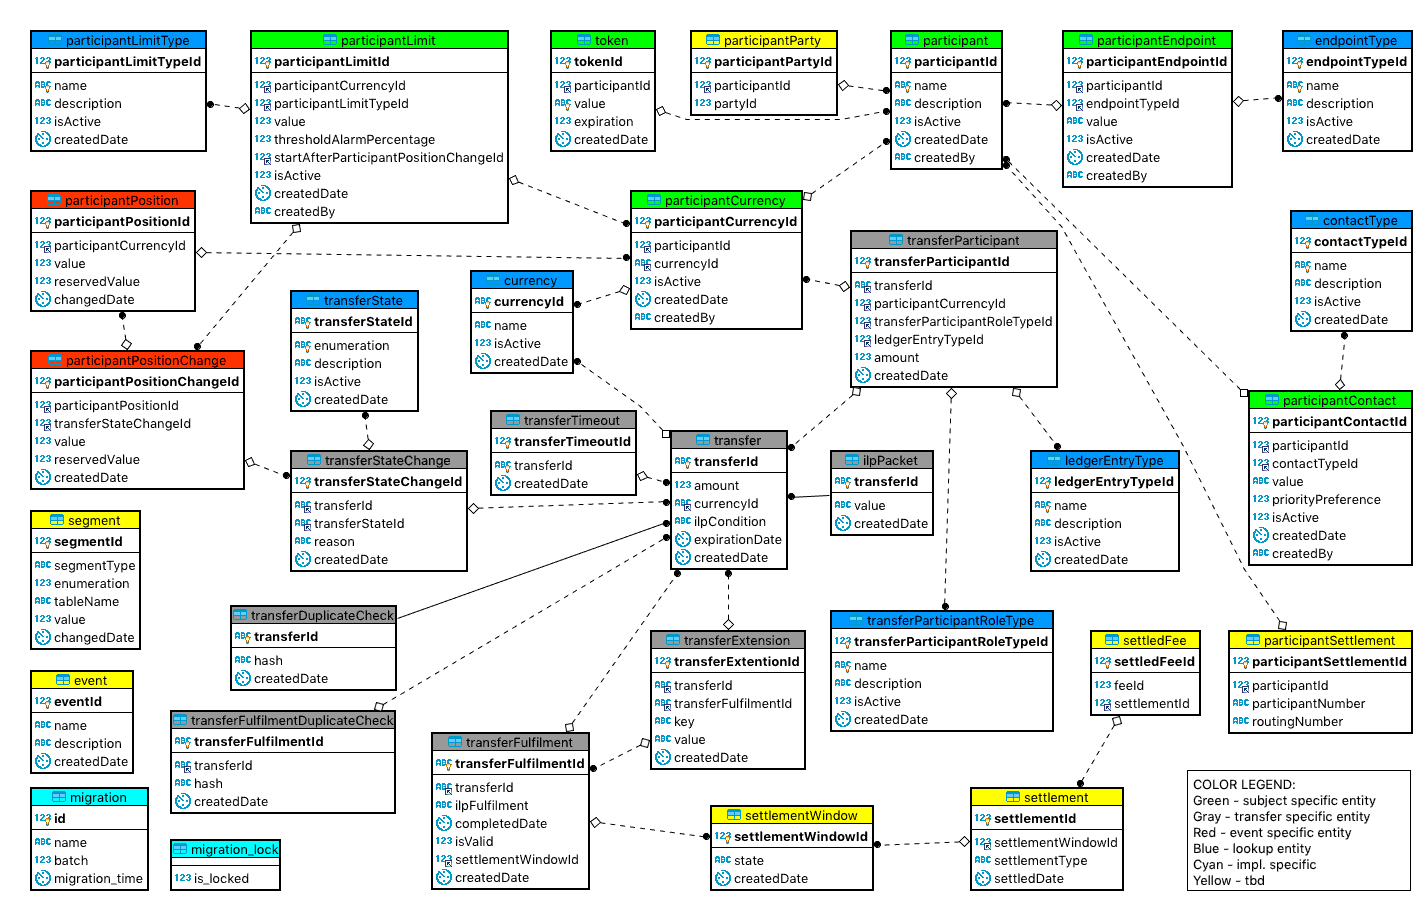 participantLimitType
123 participantLimitTypeId
ABC name
ABC description
123 isActive
createdDate
participantLimit
123 participantLimitId
123 participantCurrencyId
123 participantLimitTypeId
123 value
123 thresholdAlarmPercentage
123 startAfterParticipantPositionChangeId
123 isActive
createdDate
ABC createdBy
token
123 tokenId
123 participantId
ABC value
123 expiration
createdDate
participantParty
123 participantPartyId
123 participantId
123 partyId
participant
123 participantId
ABC name
ABC description
123 isActive
createdDate
ABC createdBy
participantEndpoint
123 participantEndpointId
123 participantId
123 endpointTypeId
ABC value
123 isActive
createdDate
ABC createdBy
endpointType
123 endpointTypeId
ABC name
ABC description
123 isActive
createdDate
participantPosition
123 participantPositionId
123 participantCurrencyId
123 value
123 reservedValue
changedDate
participantCurrency
123 participantCurrencyId
123 participantId
ABC currencyId
123 isActive
createdDate
ABC createdBy
transferParticipant
123 transferParticipantId
ABC transferId
123 participantCurrencyId
123 transferParticipantRoleTypeId
123 ledgerEntryTypeId
123 amount
createdDate
contactType
123 contactTypeId
ABC name
ABC description
123 isActive
createdDate
currency
ABC currencyId
ABC name
123 isActive
createdDate
transferState
ABC transferStateId
ABC enumeration
ABC description
123 isActive
createdDate
participantPositionChange
123 participantPositionChangeId
123 participantPositionId
123 transferStateChangeId
123 value
123 reservedValue
createdDate
transferStateChange
123 transferStateChangeId
ABC transferId
ABC transferStateId
ABC reason
createdDate
transferTimeout
123 transferTimeoutId
ABC transferId
createdDate
transfer
ABC transferId
123 amount
ABC currencyId
ABC ilpCondition
expirationDate
createdDate
ilpPacket
ABC transferId
ABC value
createdDate
ledgerEntryType
123 ledgerEntryTypeId
ABC name
ABC description
123 isActive
createdDate
participantContact
123 participantContactId
123 participantId
123 contactTypeId
ABC value
123 priorityPreference
123 isActive
createdDate
ABC createdBy
segment
123 segmentId
ABC segmentType
123 enumeration
ABC tableName
123 value
changedDate
transferDuplicateCheck
ABC transferId
ABC hash
createdDate
transferExtension
123 transferExtentionId
ABC transferId
ABC transferFulfilmentId
ABC key
ABC value
createdDate
transferParticipantRoleType
123 transferParticipantRoleTypeId
ABC name
ABC description
123 isActive
createdDate
settledFee
123 settledFeeId
123 feeId
123 settlementId
participantSettlement
123 participantSettlementId
123 participantId
ABC participantNumber
ABC routingNumber
event
123 eventId
ABC name
ABC description
createdDate
transferFulfilmentDuplicateCheck
ABC transferFulfilmentId
ABC transferId
ABC hash
createdDate
transferFulfilment
ABC transferFulfilmentId
ABC transferId
ABC ilpFulfilment
completedDate
123 isValid
123 settlementWindowId
createdDate
migration
123 id
ABC name
123 batch
migration_time
migration_lock
123 is_locked
settlementWindow
123 settlementWindowId
ABC state
createdDate
settlement
123 settlementId
123 settlementWindowId
ABC settlementType
settledDate
COLOR LEGEND:
Green - subject specific entity
Gray - transfer specific entity
Red - event specific entity
Blue - lookup entity
Cyan - impl. specific
Yellow - tbd